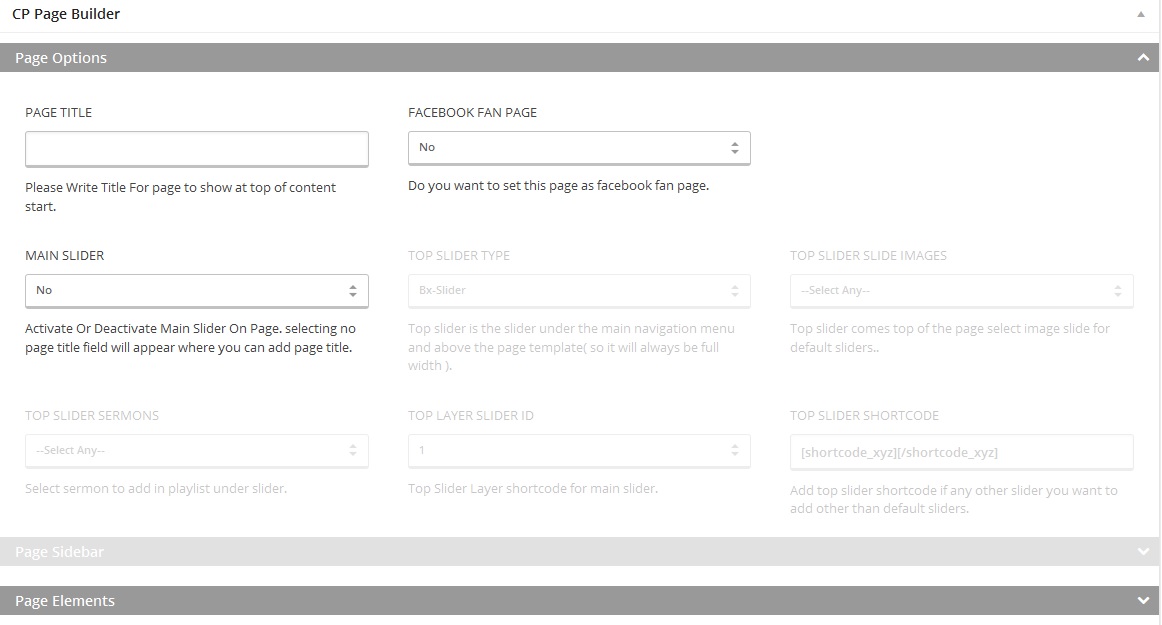 CP Page Builder
Page Options
PAGE TITLE
FACEBOOK FAN PAGE
No
Please Write Title For page to show at top of content
start.
Do you want to set this page as facebook fan page.
MAIN SLIDER
TOP SLIDER TYPE
TOP SLIDER SLIDE IMAGES
No
Bx-Slider
--Select Any--
Activate Or Deactivate Main Slider On Page. selecting no
page title field will appear where you can add page title.
Top slider is the slider under the main navigation menu
and above the page template( so it will always be full
width ).
Top slider comes top of the page select image slide for
default sliders..
TOP SLIDER SERMONS
TOP LAYER SLIDER ID
TOP SLIDER SHORTCODE
--Select Any--
1
[shortcode_xyz][/shortcode_xyz]
Select sermon to add in playlist under slider.
Top Slider Layer shortcode for main slider.
Add top slider shortcode if any other slider you want to
add other than default sliders.
Page Sidebar
Page Elements